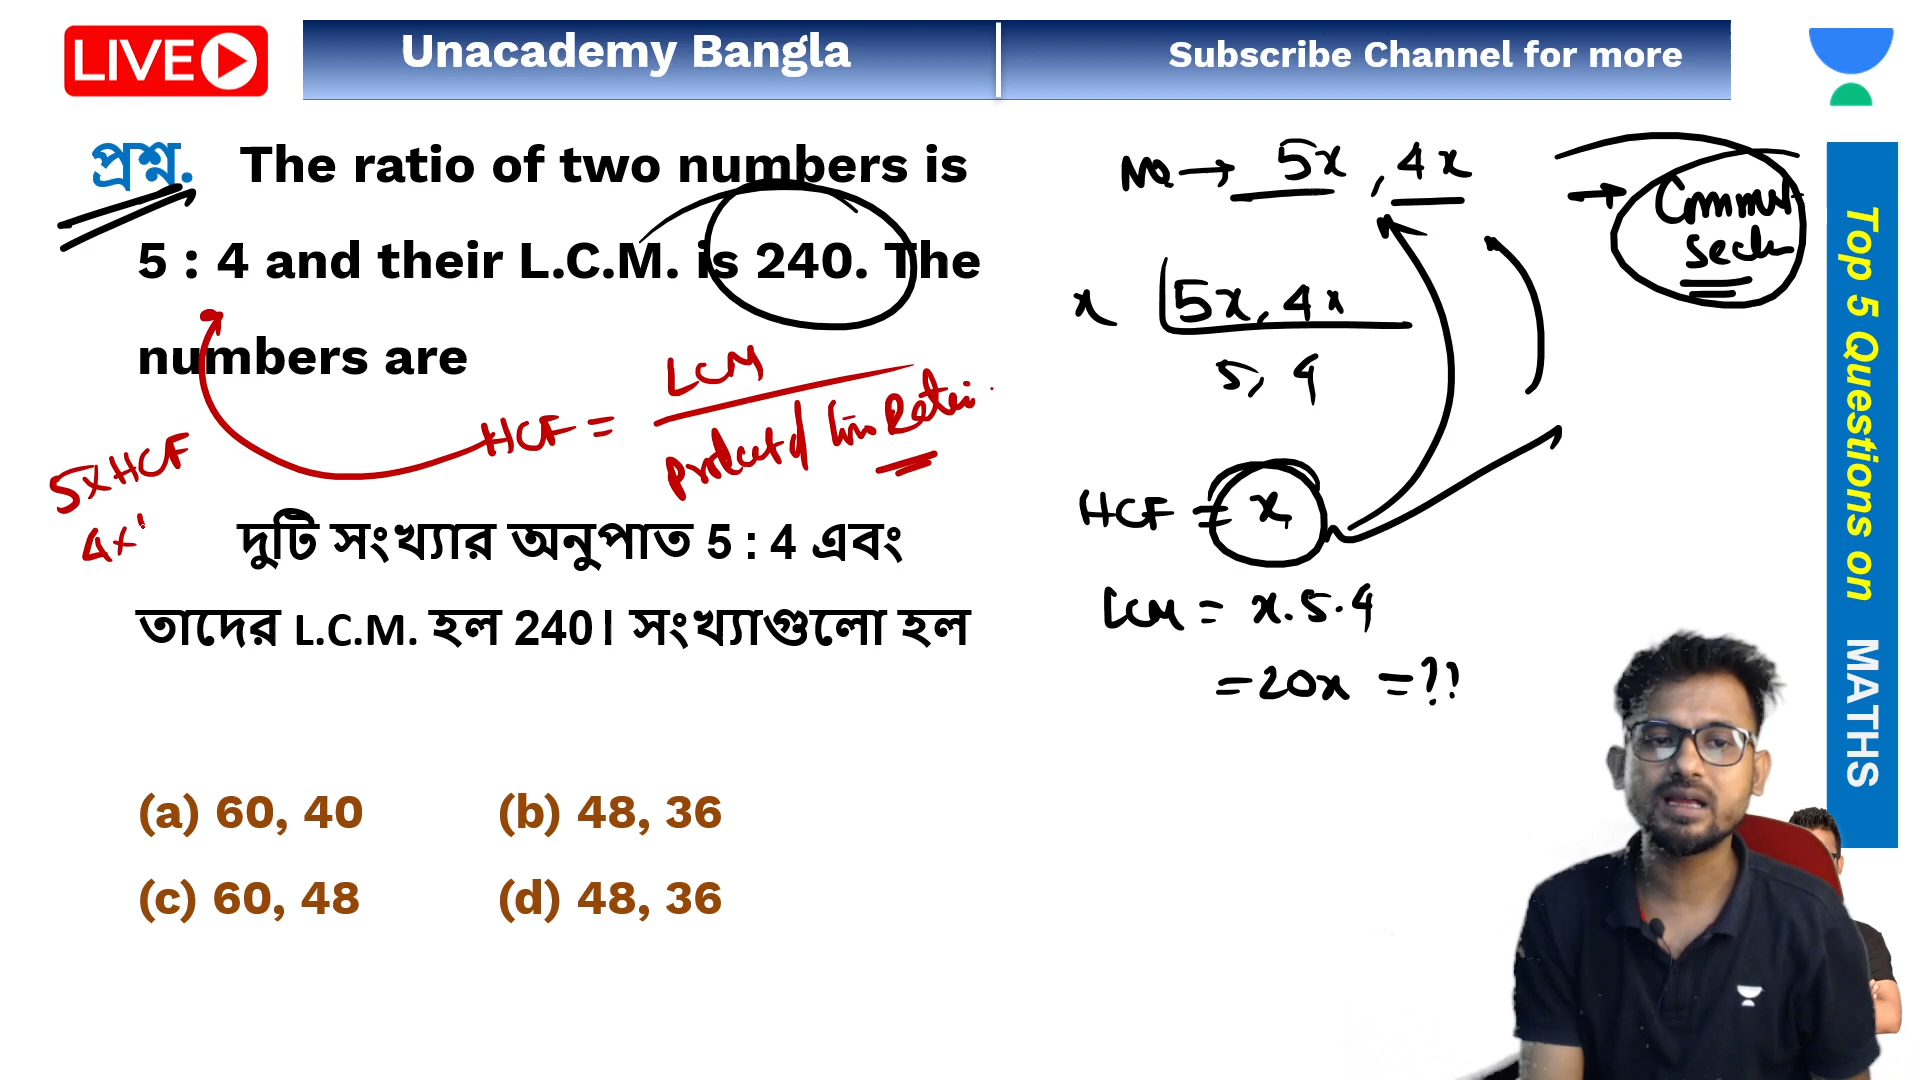 LIVE
Unacademy Bangla
Subscribe Channel for more
প্রশ্ন. The ratio of two numbers is
5 : 4 and their L.C.M. is 240. The
numbers are
HCF = LCM
product of two Ratio
5xHCF
4x'
দুটি সংখ্যার অনুপাত 5 : 4 এবং
তাদের L.C.M. হল 240। সংখ্যাগুলো হল
(a) 60, 40 (b) 48, 36
(c) 60, 48 (d) 48, 36
NO → 5x , 4x
x 5x, 4x
5, 4
HCF = x
LCM = x.5.4
=20x =??
→
Top 5 Questions on MATHS